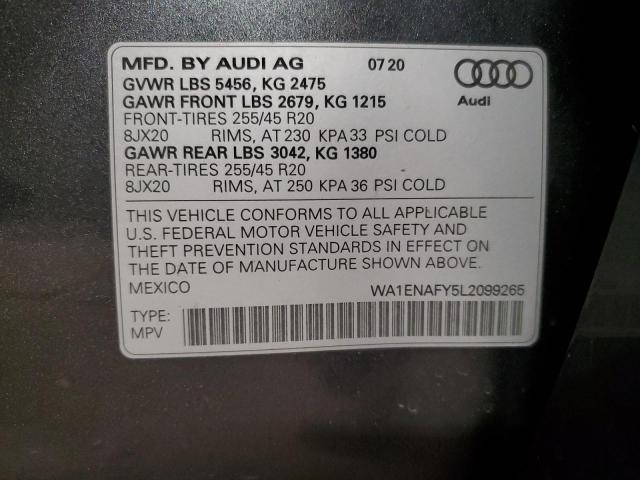 MFD. BY AUDI AG 07 20
GVWR LBS 5456, KG 2475
GAWR FRONT LBS 2679, KG 1215
Audi
FRONT-TIRES 255/45 R20
8JX20 RIMS, AT 230 KPA 33 PSI COLD
GAWR REAR LBS 3042, KG 1380
REAR-TIRES 255/45 R20
8JX20 RIMS, AT 250 KPA 36 PSI COLD
THIS VEHICLE CONFORMS TO ALL APPLICABLE
U.S. FEDERAL MOTOR VEHICLE SAFETY AND
THEFT PREVENTION STANDARDS IN EFFECT ON
THE DATE OF MANUFACTURE SHOWN ABOVE.
MEXICO WA1ENAFY5L2099265
TYPE:
MPV